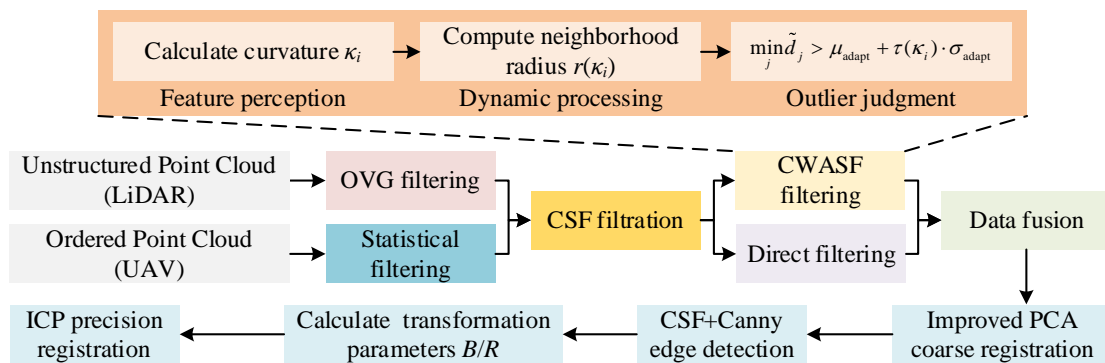 Calculate curvature κᵢ
Compute neighborhood
radius r(κᵢ)
min_j d̃_j > μ_adapt + τ(κᵢ)·σ_adapt
Feature perception
Dynamic processing
Outlier judgment
Unstructured Point Cloud
(LiDAR)
OVG filtering
CSF filtration
CWASF
filtering
Data fusion
Ordered Point Cloud
(UAV)
Statistical
filtering
Direct filtering
ICP precision
registration
Calculate transformation
parameters B/R
CSF+Canny
edge detection
Improved PCA
coarse registration